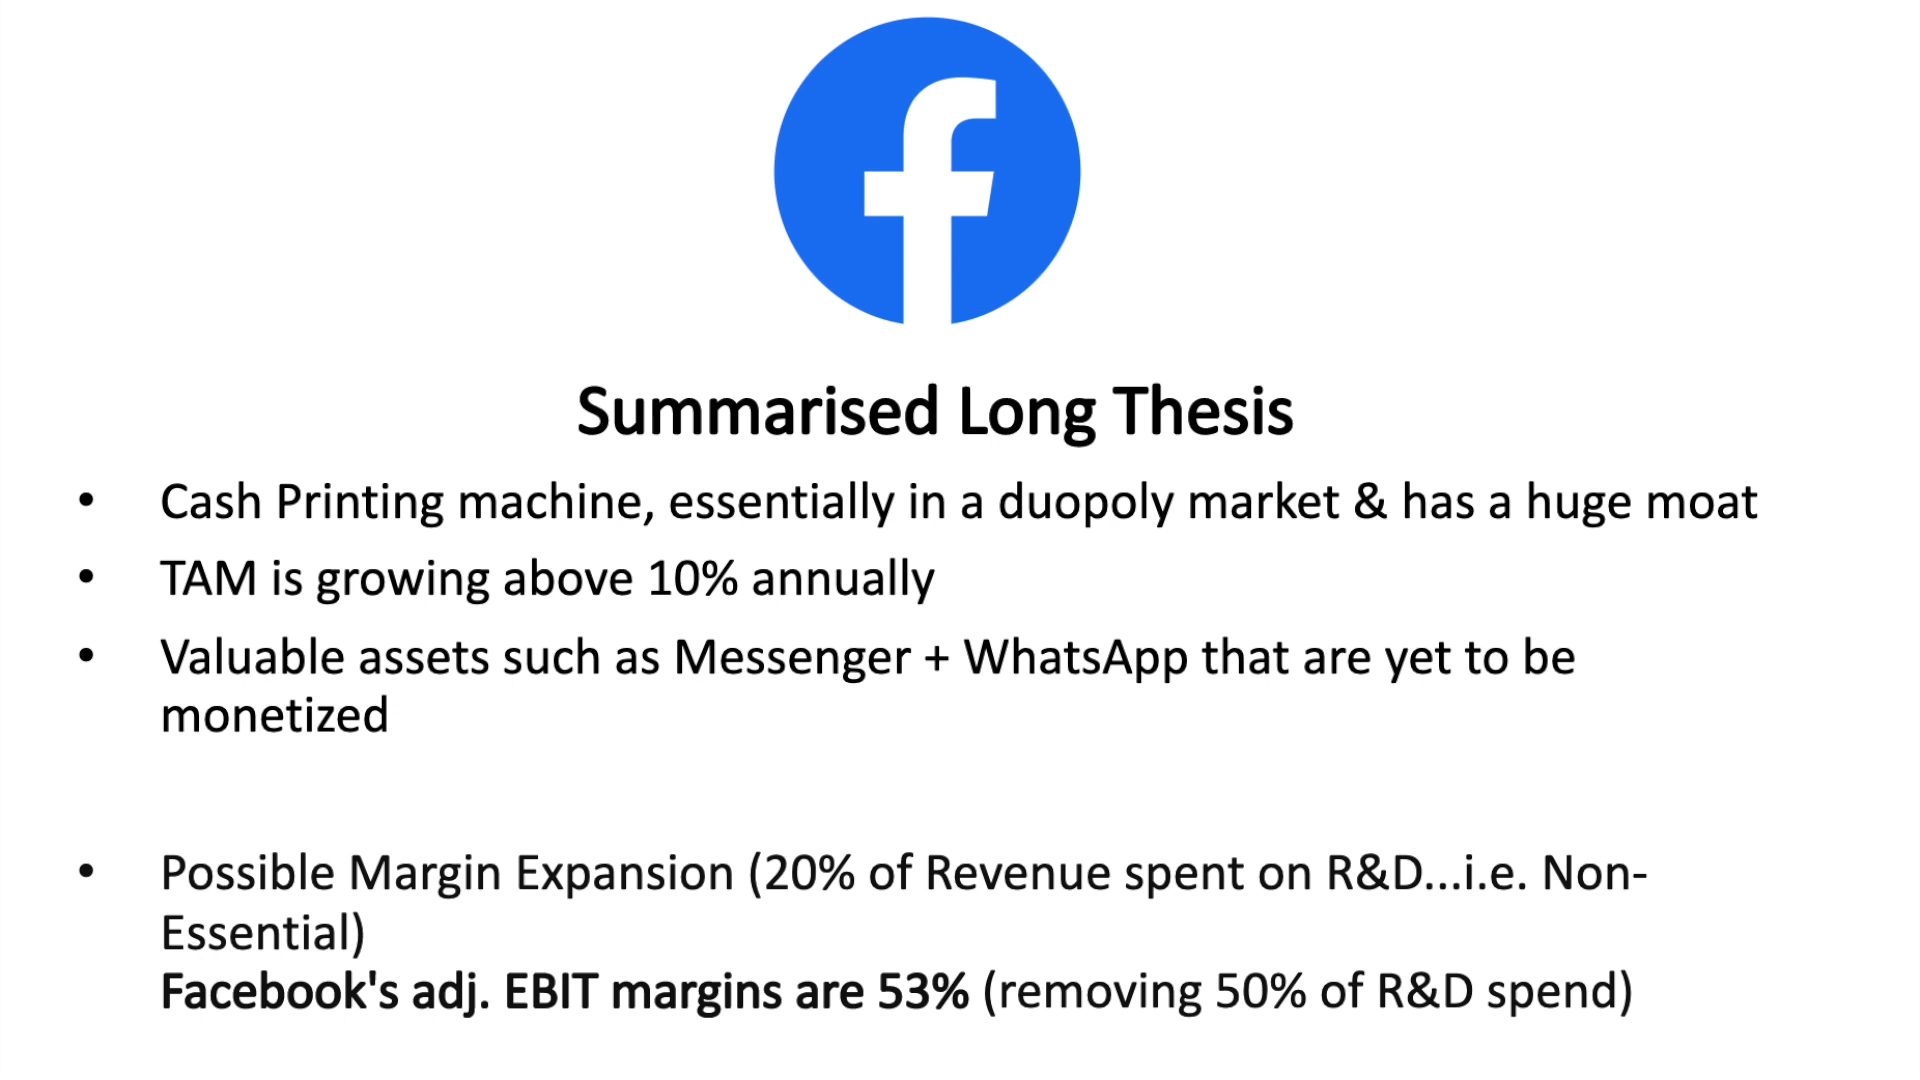 Summarised Long Thesis
• Cash Printing machine, essentially in a duopoly market & has a huge moat
• TAM is growing above 10% annually
• Valuable assets such as Messenger + WhatsApp that are yet to be
monetized
• Possible Margin Expansion (20% of Revenue spent on R&D...i.e. Non-
Essential)
Facebook's adj. EBIT margins are 53% (removing 50% of R&D spend)